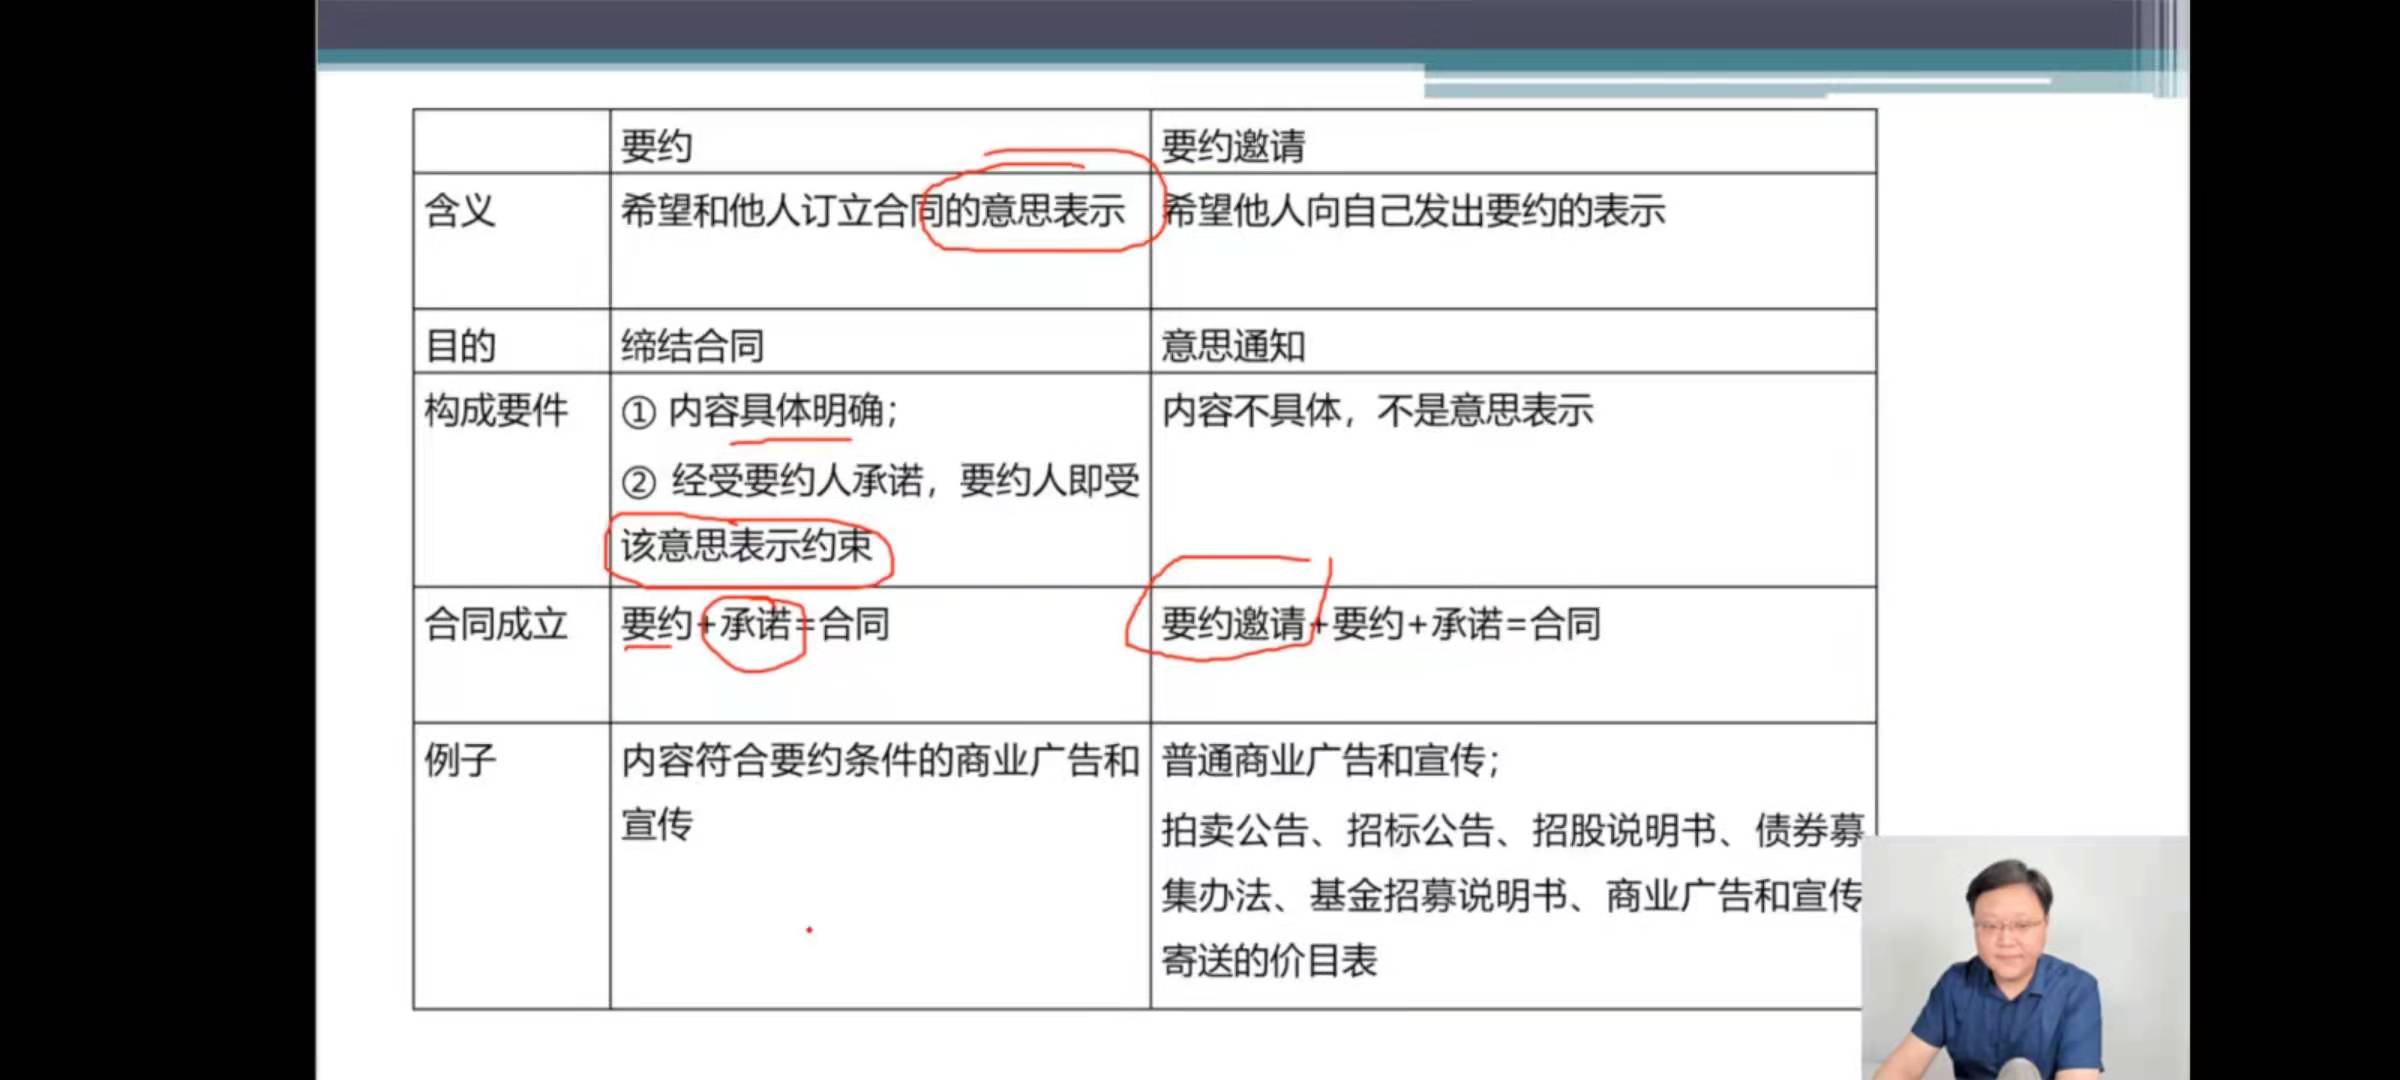 要约
要约邀请
含义
希望和他人订立合同的意思表示
希望他人向自己发出要约的表示
目的
缔结合同
意思通知
构成要件
① 内容具体明确；
② 经受要约人承诺，要约人即受
该意思表示约束
内容不具体，不是意思表示
合同成立
要约+承诺=合同
要约邀请+要约+承诺=合同
例子
内容符合要约条件的商业广告和
宣传
普通商业广告和宣传；
拍卖公告、招标公告、招股说明书、债券募
集办法、基金招募说明书、商业广告和宣传
寄送的价目表